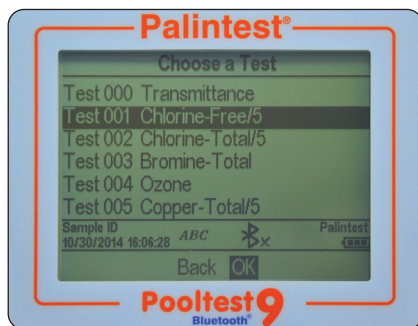 Palintest®
Choose a Test
Test 000 Transmittance
Test 001 Chlorine-Free/5
Test 002 Chlorine-Total/5
Test 003 Bromine-Total
Test 004 Ozone
Test 005 Copper-Total/5
Sample ID
10/30/2014 16:06:28 ABC Palintest
Back OK
Pooltest 9
Bluetooth®